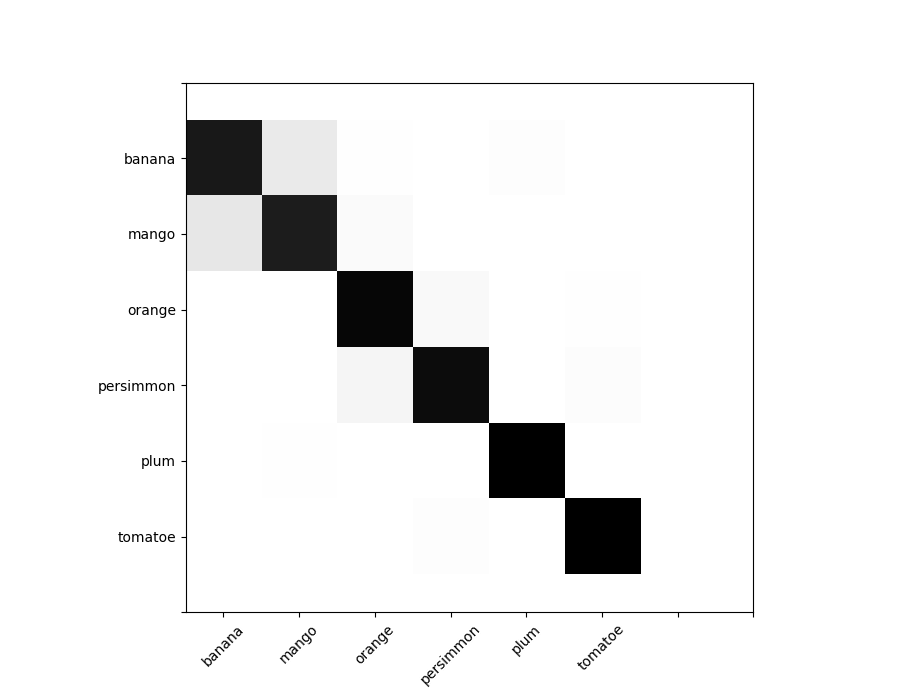 banana
mango
orange
persimmon
plum
tomatoe
banana
mango
orange
persimmon
plum
tomatoe